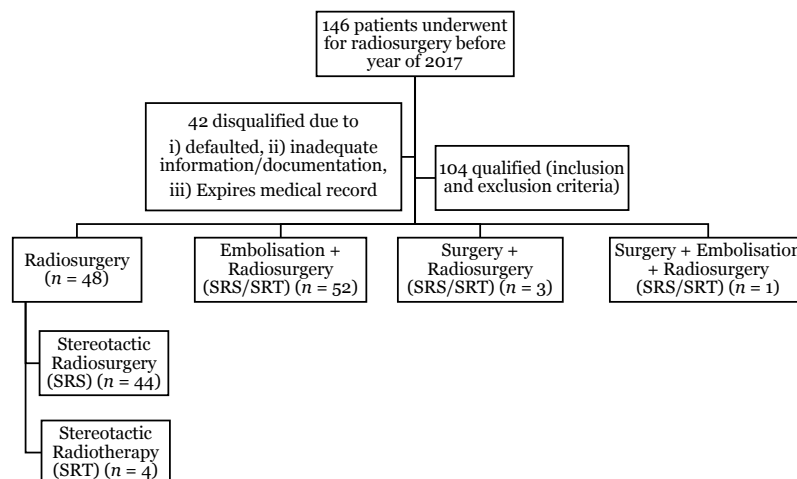 146 patients underwent
for radiosurgery before
year of 2017
42 disqualified due to
i) defaulted, ii) inadequate
information/documentation,
iii) Expires medical record
104 qualified (inclusion
and exclusion criteria)
Radiosurgery
(n = 48)
Embolisation +
Radiosurgery
(SRS/SRT) (n = 52)
Surgery +
Radiosurgery
(SRS/SRT) (n = 3)
Surgery + Embolisation
+ Radiosurgery
(SRS/SRT) (n = 1)
Stereotactic
Radiosurgery
(SRS) (n = 44)
Stereotactic
Radiotherapy
(SRT) (n = 4)